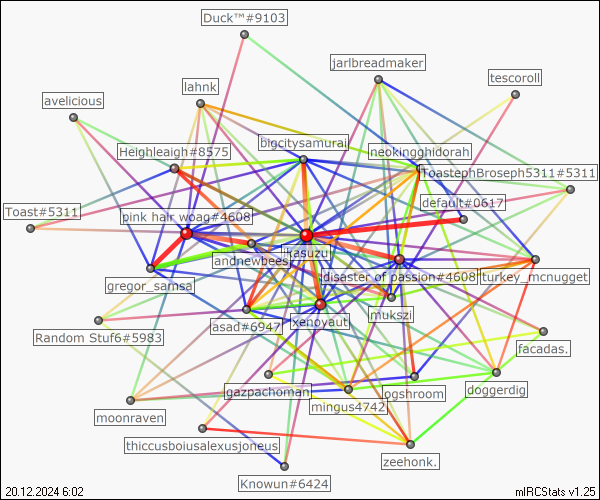 Duck™#9103
jarlbreadmaker
tescoroll
lahnk
avelicious
bigcitysamurai
neokingghidorah
Heighleaigh#8575
ToastephBroseph5311#5311
default#0617
Toast#5311
pink hair woag#4608
kasuzu
andnewbees
gregor_samsa
disaster of passion#4608
turkey_mcnugget
mukszi
xenoyaut
asad#6947
Random Stuf6#5983
facadas.
gazpachoman
ogshroom
doggerdig
mingus4742
moonraven
thiccusboiusalexusjoneus
zeehonk.
Knowun#6424
20.12.2024 6:02
mIRCStats v1.25